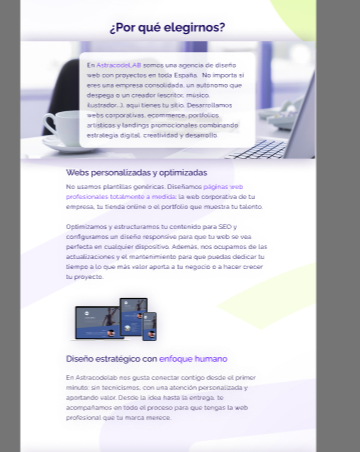 ¿Por qué elegirnos?
En AstracodeLAB somos una agencia de diseño
web con proyectos en toda España. No importa si
eres una empresa consolidada, un autónomo que
despega o un creador (escritor, músico,
ilustrador...), aquí tienes tu sitio. Desarrollamos
webs corporativas, ecommerce, portfolios
artísticos y landings promocionales combinando
estrategia digital, creatividad y desarrollo.
Webs personalizadas y optimizadas
No usamos plantillas genéricas. Diseñamos páginas web
profesionales totalmente a medida: la web corporativa de tu
empresa, tu tienda online o el portfolio que muestra tu talento.
Optimizamos y estructuramos tu contenido para SEO y
configuramos un diseño responsive para que tu web se vea
perfecta en cualquier dispositivo. Además, nos ocupamos de las
actualizaciones y el mantenimiento para que puedas dedicar tu
tiempo a lo que más valor aporta a tu negocio o a hacer crecer
tu proyecto.
Diseño estratégico con enfoque humano
En Astracodelab nos gusta conectar contigo desde el primer
minuto: sin tecnicismos, con una atención personalizada y
aportando valor. Desde la idea hasta la entrega, te
acompañamos en todo el proceso para que tengas la web
profesional que tu marca merece.